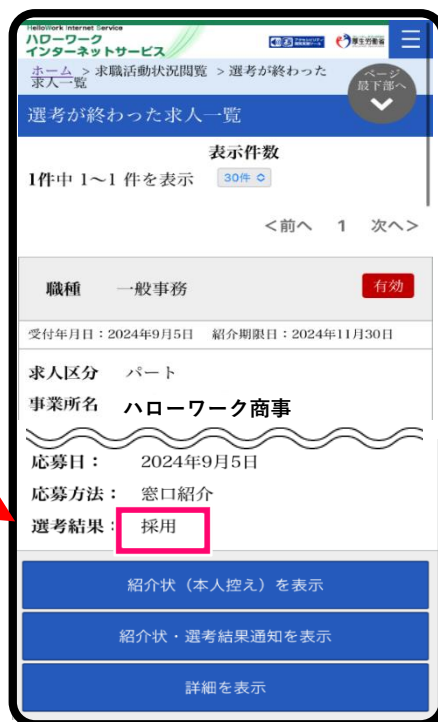 HelloWork Internet Service
ハローワーク
インターネットサービス
厚生労働省
ホーム > 求職活動状況閲覧 > 選考が終わった
求人一覧
ページ
最下部へ
選考が終わった求人一覧
表示件数
1件中 1〜1 件を表示 30件
<前へ 1 次へ>
職種 一般事務 有効
受付年月日:2024年9月5日 紹介期限日:2024年11月30日
求人区分 パート
事業所名 ハローワーク商事
応募日: 2024年9月5日
応募方法: 窓口紹介
選考結果: 採用
紹介状（本人控え）を表示
紹介状・選考結果通知を表示
詳細を表示